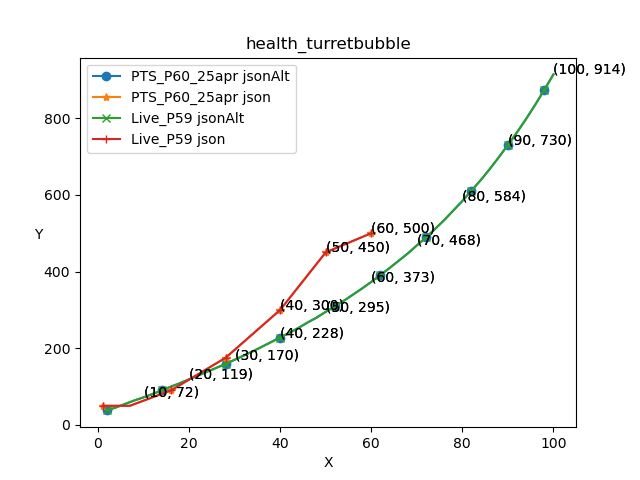 health_turretbubble
PTS_P60_25apr jsonAlt
PTS_P60_25apr json
Live_P59 jsonAlt
Live_P59 json
(100, 914)
(90, 730)
(80, 584)
(60, 500)
(70, 468)
(50, 450)
(60, 373)
(40, 300)
(50, 295)
(40, 228)
(30, 170)
(20, 119)
(10, 72)
Y
800
600
400
200
0
0 20 40 60 80 100
X